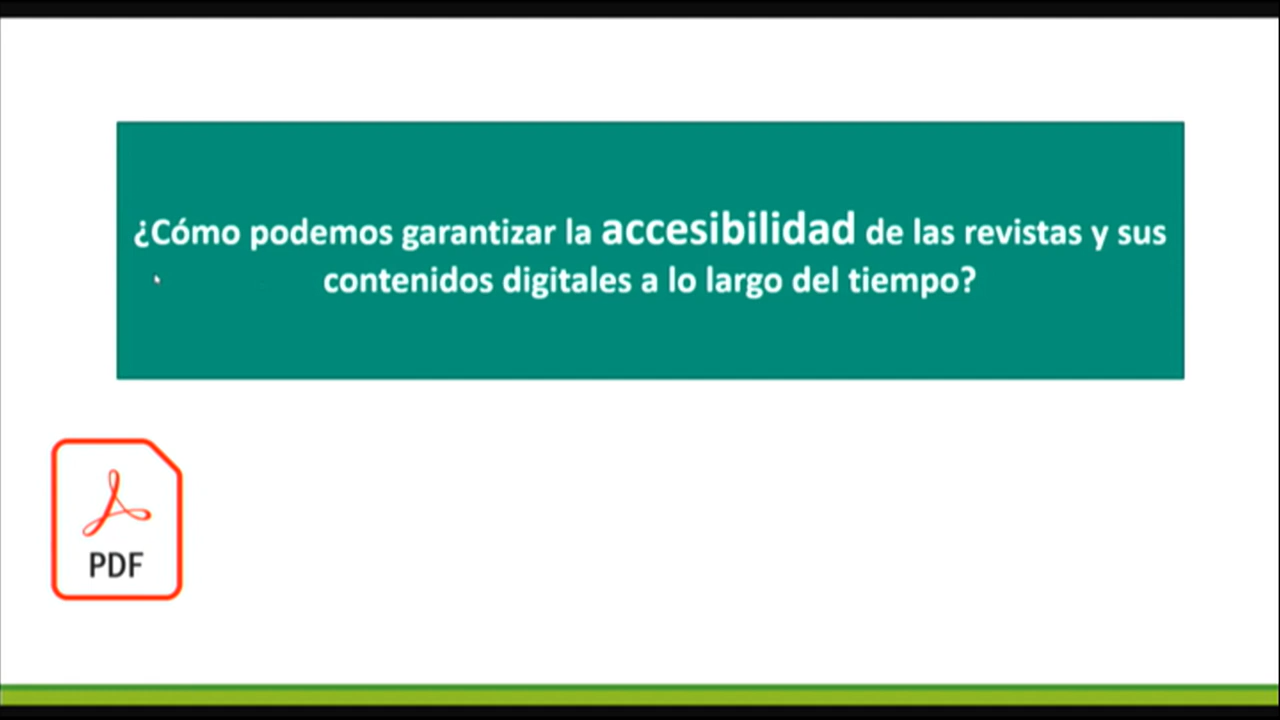 ¿Cómo podemos garantizar la accesibilidad de las revistas y sus
contenidos digitales a lo largo del tiempo?
PDF